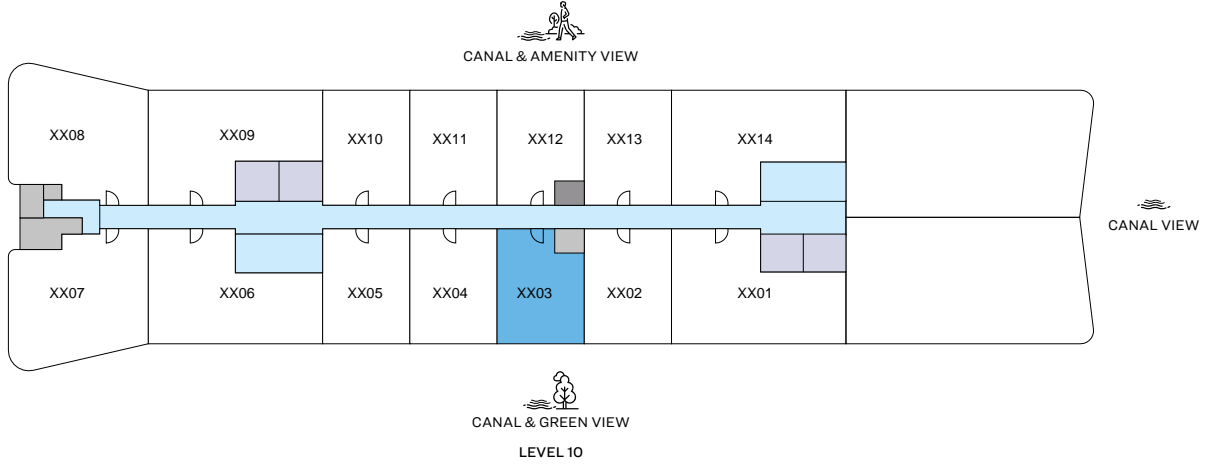 CANAL & AMENITY VIEW
XX08
XX09
XX10
XX11
XX12
XX13
XX14
CANAL VIEW
XX07
XX06
XX05
XX04
XX03
XX02
XX01
CANAL & GREEN VIEW
LEVEL 10